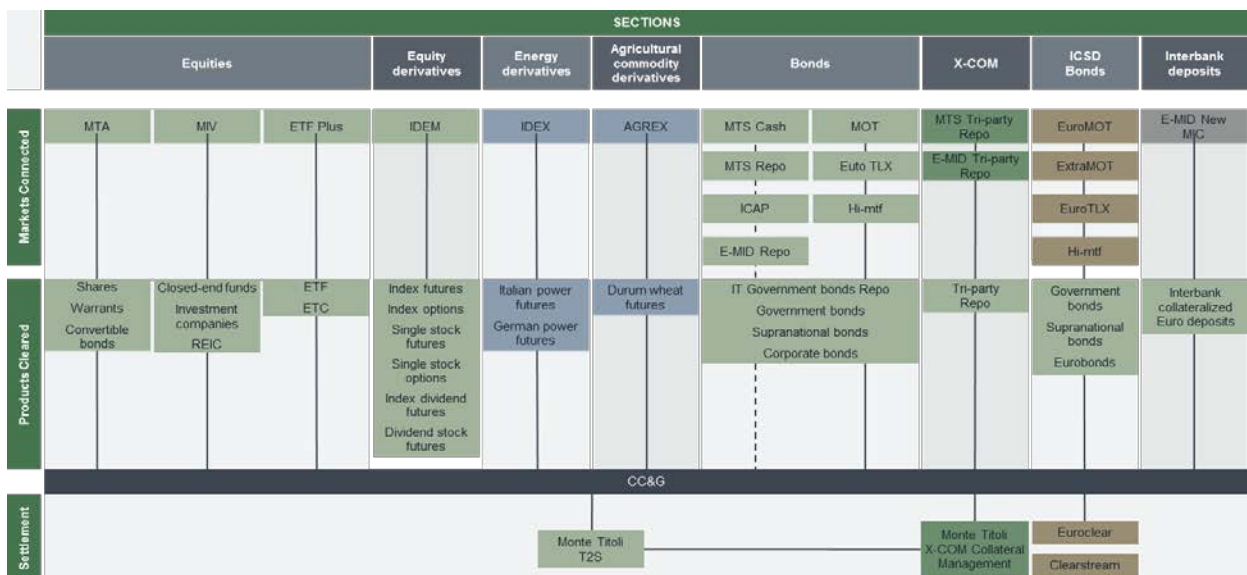 SECTIONS
Equities
Equity
derivatives
Energy
derivatives
Agricultural
commodity
derivatives
Bonds
X-COM
ICSD
Bonds
Interbank
deposits
Markets Connected
MTA
MIV
ETF Plus
IDEM
IDEX
AGREX
MTS Cash
MOT
MTS Tri-party
Repo
EuroMOT
E-MID New
MIC
MTS Repo
Euto TLX
E-MID Tri-party
Repo
ExtraMOT
ICAP
Hi-mtf
EuroTLX
E-MID Repo
Hi-mtf
Products Cleared
Shares
Warrants
Convertible
bonds
Closed-end funds
Investment
companies
REIC
ETF
ETC
Index futures
Index options
Single stock
futures
Single stock
options
Index dividend
futures
Dividend stock
futures
Italian power
futures
German power
futures
Durum wheat
futures
IT Government bonds Repo
Government bonds
Supranational bonds
Corporate bonds
Tri-party
Repo
Government
bonds
Supranational
bonds
Eurobonds
Interbank
collateralized
Euro deposits
CC&G
Settlement
Monte Titoli
T2S
Monte Titoli
X-COM Collateral
Management
Euroclear
Clearstream